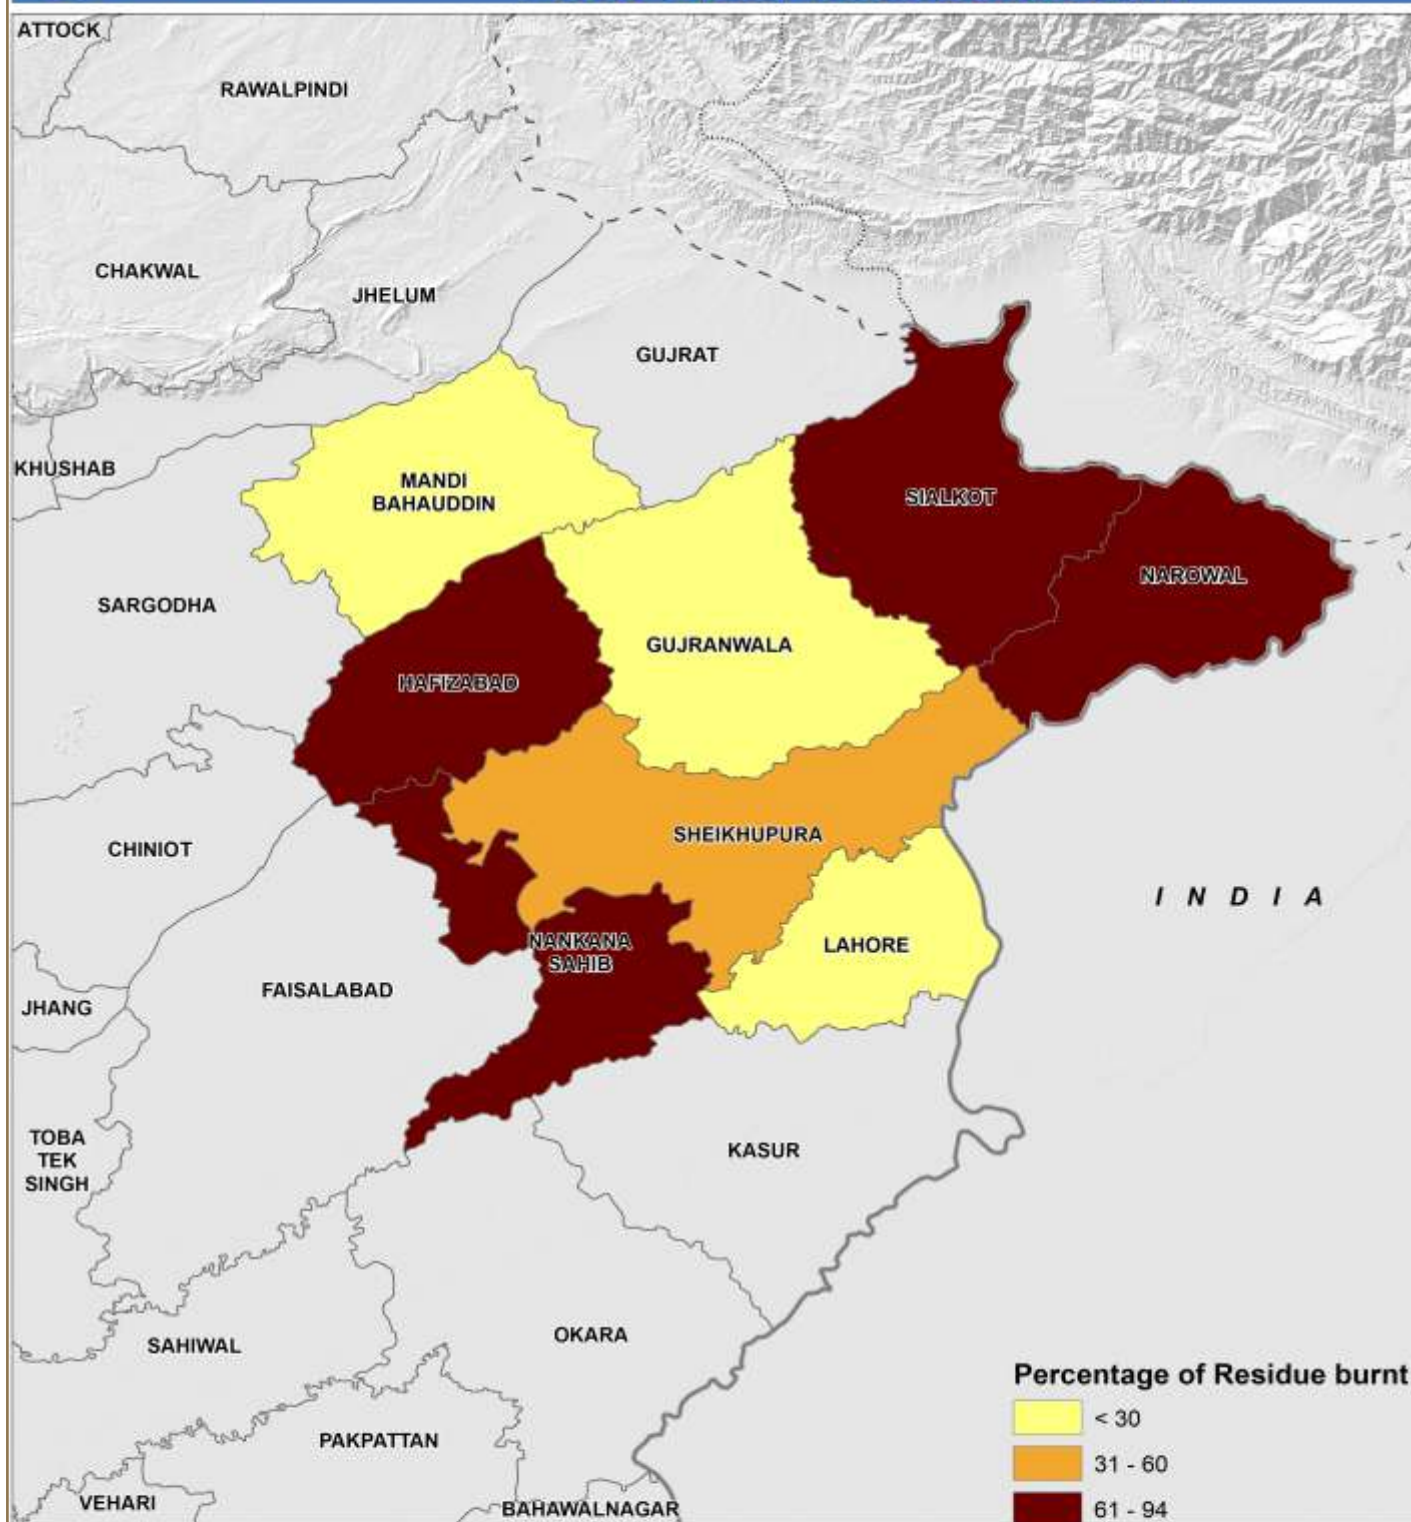 ATTOCK
RAWALPINDI
CHAKWAL
JHELUM
GUJRAT
KHUSHAB
MANDI
BAHAUDDIN
SIALKOT
NAROWAL
SARGODHA
GUJRANWALA
HAFIZABAD
SHEIKHUPURA
CHINIOT
INDIA
NANKANA
SAHIB
LAHORE
FAISALABAD
JHANG
TOBA
TEK
SINGH
KASUR
OKARA
SAHIWAL
Percentage of Residue burnt
< 30
31 - 60
61 - 94
PAKPATTAN
VEHARI
BAHAWALNAGAR